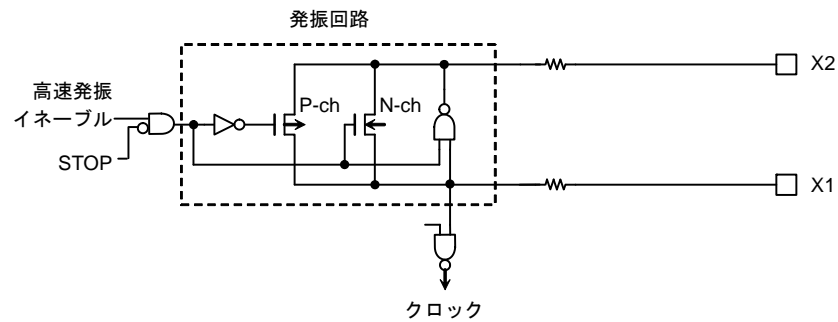 発振回路
X2
高速発振
イネーブル
P-ch
N-ch
STOP
X1
クロック